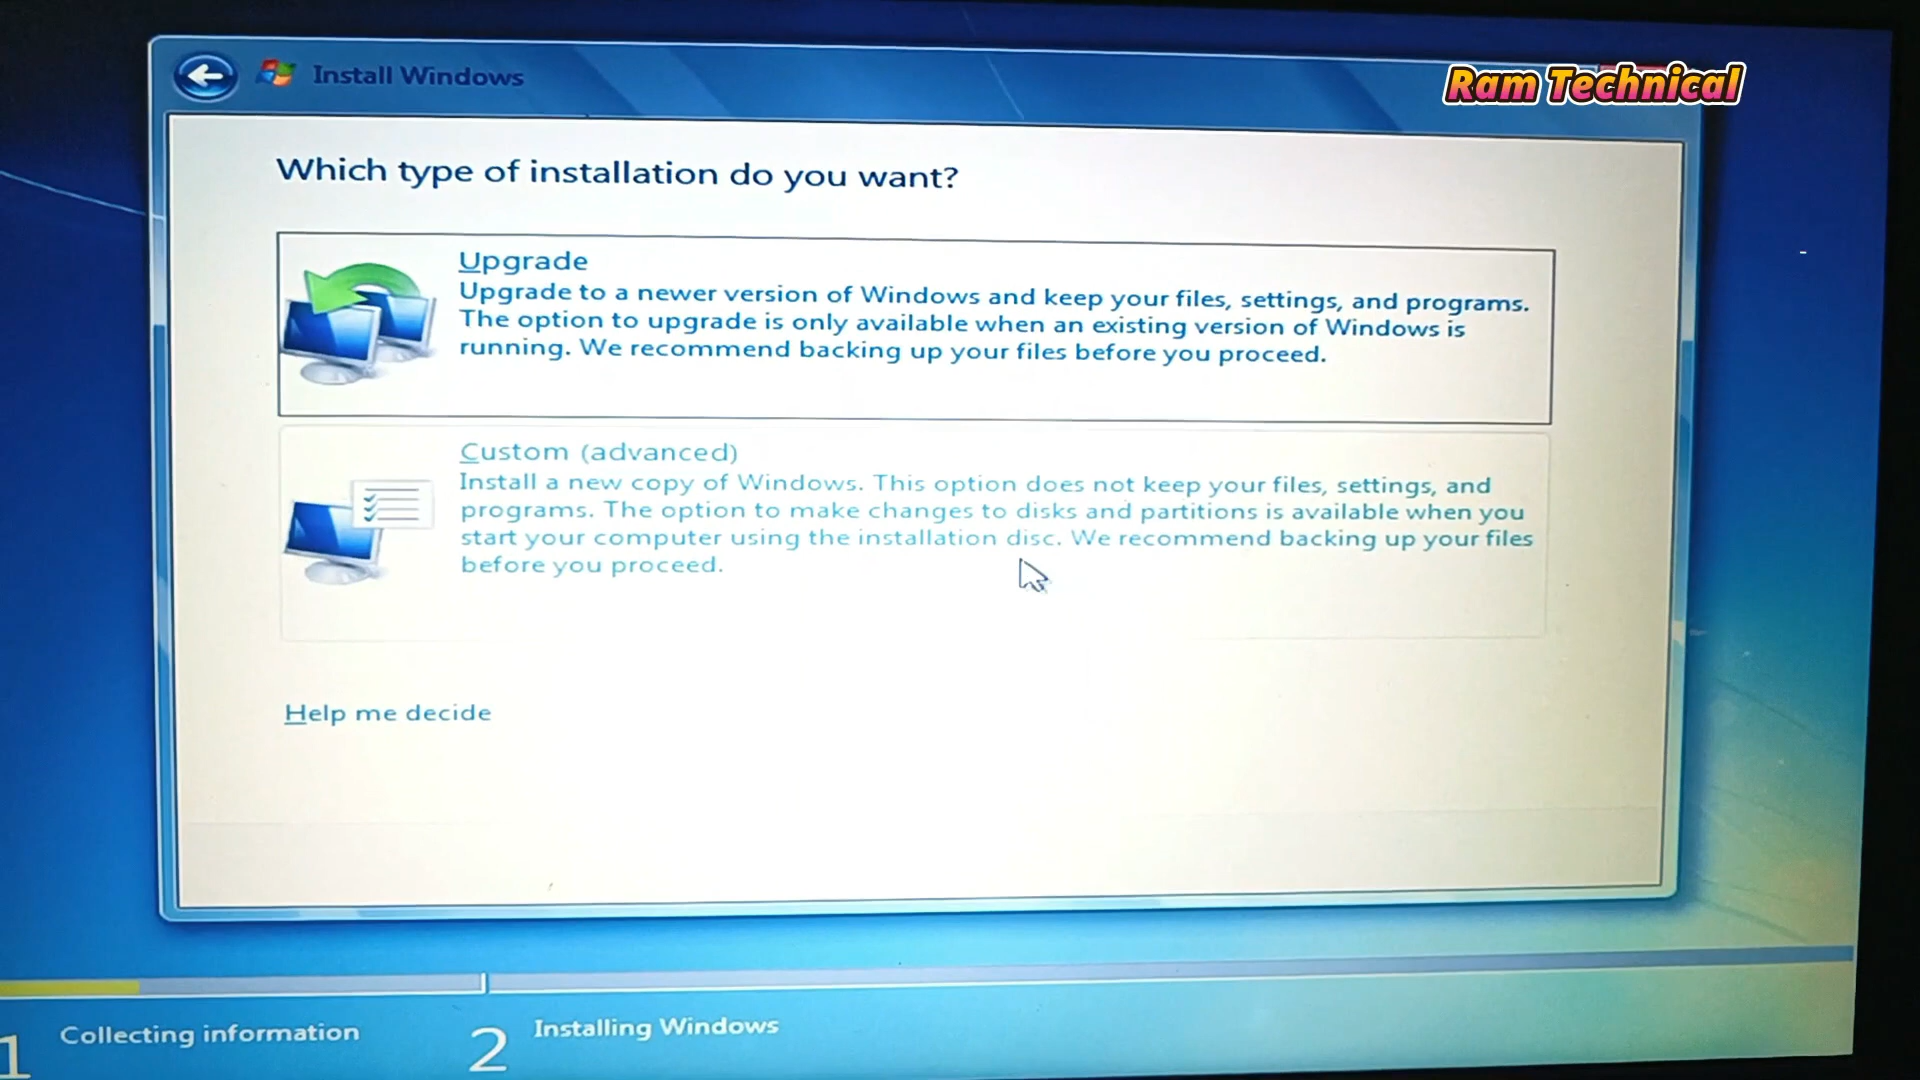 Install Windows
Ram Technical
Which type of installation do you want?
Upgrade
Upgrade to a newer version of Windows and keep your files, settings, and programs.
The option to upgrade is only available when an existing version of Windows is
running. We recommend backing up your files before you proceed.
Custom (advanced)
Install a new copy of Windows. This option does not keep your files, settings, and
programs. The option to make changes to disks and partitions is available when you
start your computer using the installation disc. We recommend backing up your files
before you proceed.
Help me decide
1 Collecting information
2 Installing Windows